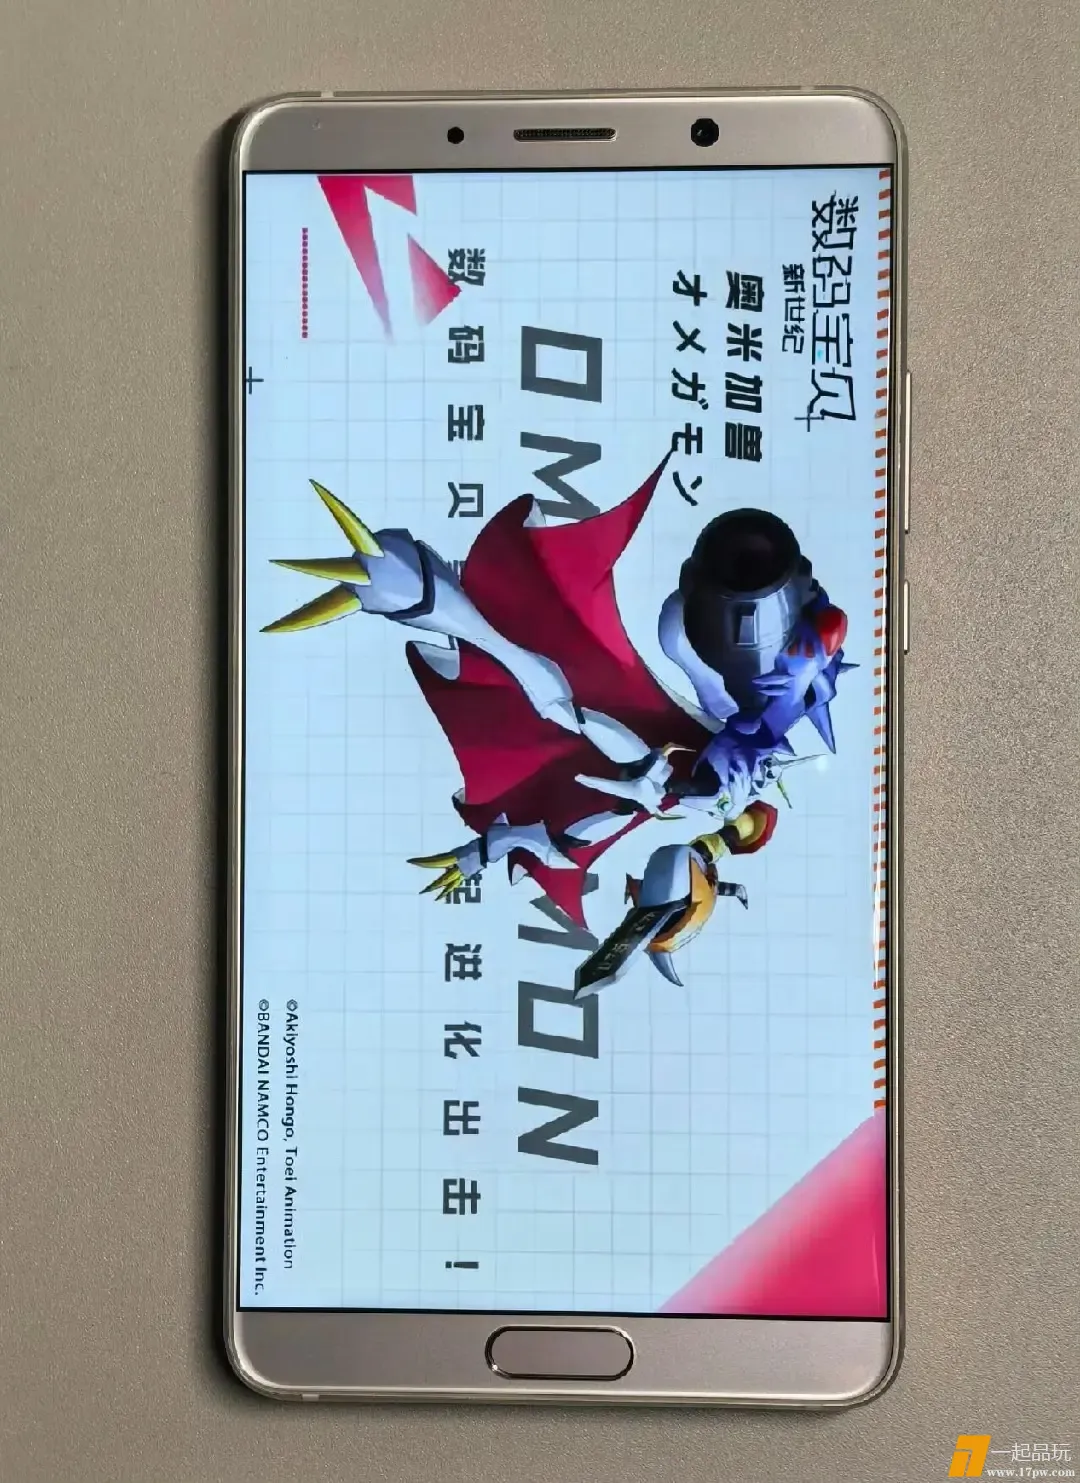 数码宝贝
新世纪
奥米加兽
オメガモン
OM
MON
数码宝贝
起进化出击!
©Akiyoshi Hongo, Toei Animation
©BANDAI NAMCO Entertainment Inc.
一起品玩
www.17pw.com